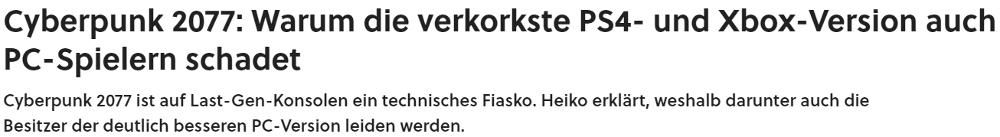 Cyberpunk 2077: Warum die verkorkste PS4- und Xbox-Version auch
PC-Spielern schadet
Cyberpunk 2077 ist auf Last-Gen-Konsolen ein technisches Fiasko. Heiko erklärt, weshalb darunter auch die
Besitzer der deutlich besseren PC-Version leiden werden.